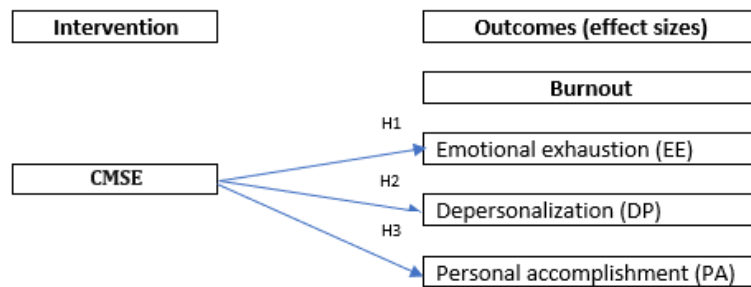 Intervention
Outcomes (effect sizes)
Burnout
H1
Emotional exhaustion (EE)
CMSE
H2
Depersonalization (DP)
H3
Personal accomplishment (PA)